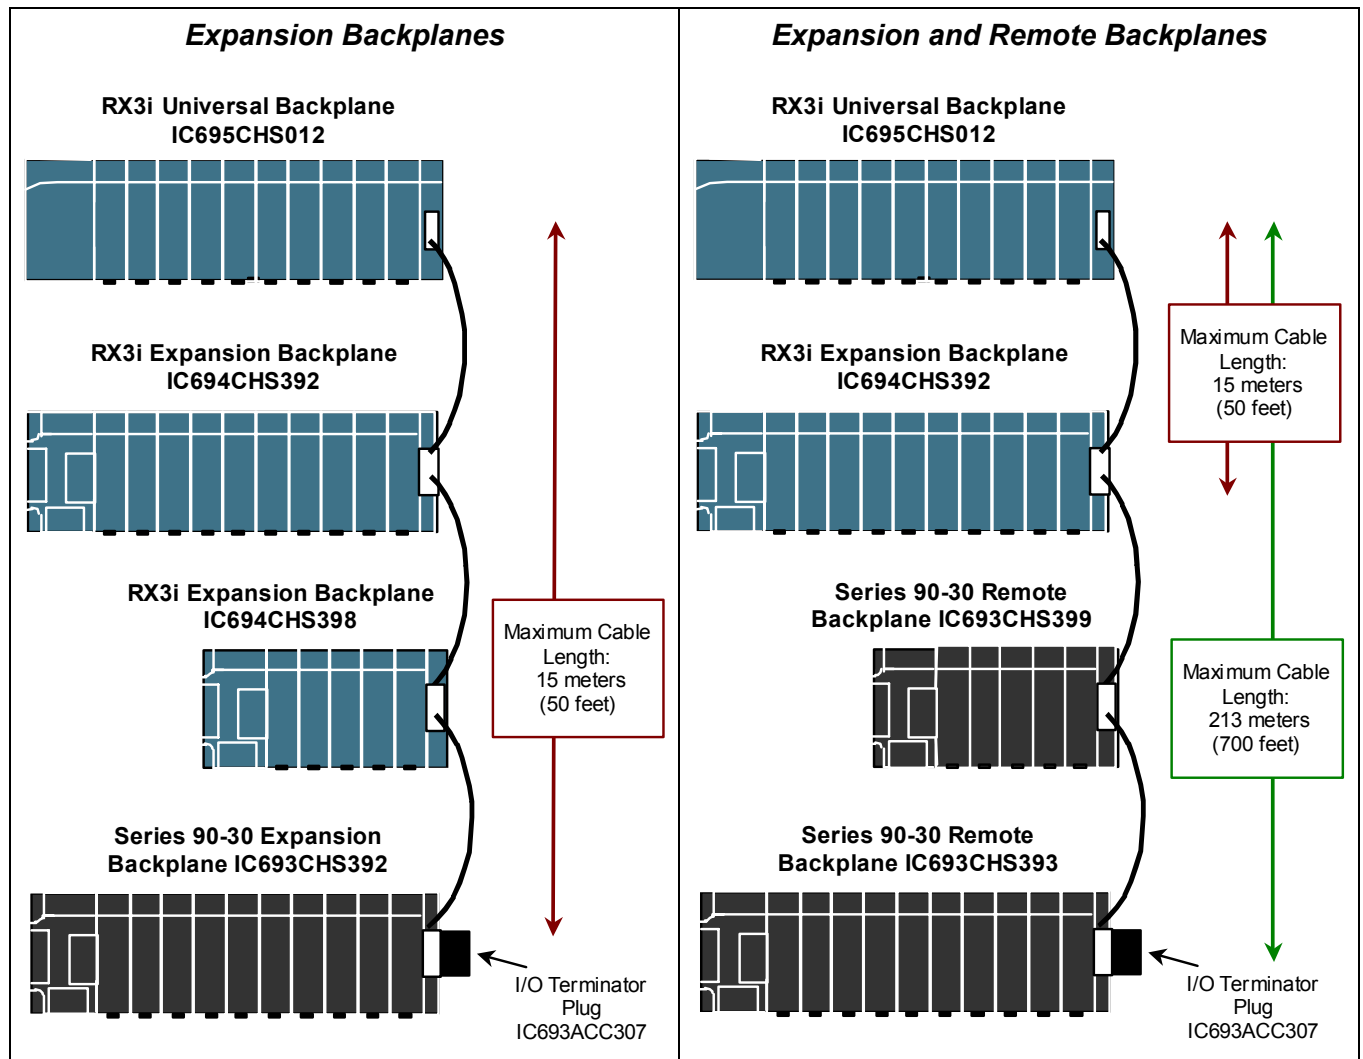 Expansion Backplanes
RX3i Universal Backplane
IC695CHS012
RX3i Expansion Backplane
IC694CHS392
RX3i Expansion Backplane
IC694CHS398
Maximum Cable
Length:
15 meters
(50 feet)
Series 90-30 Expansion
Backplane IC693CHS392
I/O Terminator
Plug
IC693ACC307
Expansion and Remote Backplanes
RX3i Universal Backplane
IC695CHS012
Maximum Cable
Length:
15 meters
(50 feet)
RX3i Expansion Backplane
IC694CHS392
Series 90-30 Remote
Backplane IC693CHS399
Maximum Cable
Length:
213 meters
(700 feet)
Series 90-30 Remote
Backplane IC693CHS393
I/O Terminator
Plug
IC693ACC307